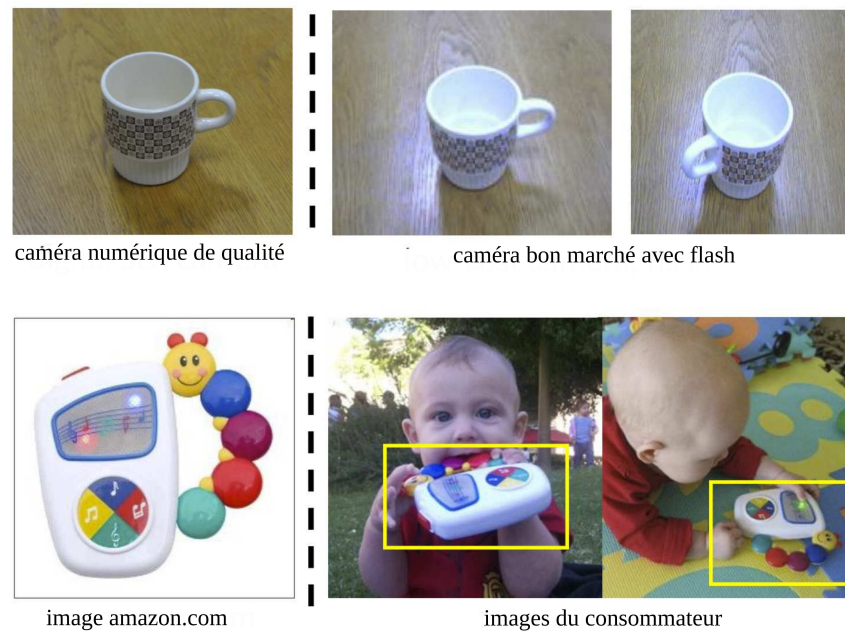 caméra numérique de qualité
caméra bon marché avec flash
image amazon.com
images du consommateur